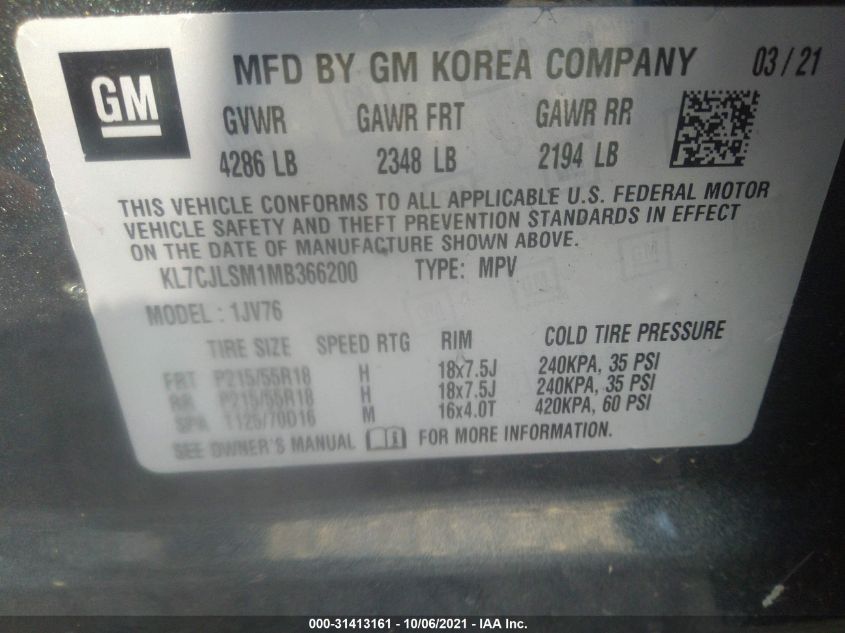 GM
MFD BY GM KOREA COMPANY 03/21
GVWR GAWR FRT GAWR RR
4286 LB 2348 LB 2194 LB
THIS VEHICLE CONFORMS TO ALL APPLICABLE U.S. FEDERAL MOTOR
VEHICLE SAFETY AND THEFT PREVENTION STANDARDS IN EFFECT
ON THE DATE OF MANUFACTURE SHOWN ABOVE.
KL7CJLSM1MB366200 TYPE: MPV
MODEL : 1JV76
TIRE SIZE SPEED RTG RIM COLD TIRE PRESSURE
FRT P215/55R18 H 18x7.5J 240KPA, 35 PSI
RR P215/55R18 H 18x7.5J 240KPA, 35 PSI
SPA T125/70D16 M 16x4.0T 420KPA, 60 PSI
SEE OWNER'S MANUAL FOR MORE INFORMATION.
000-31413161 - 10/06/2021 - IAA Inc.